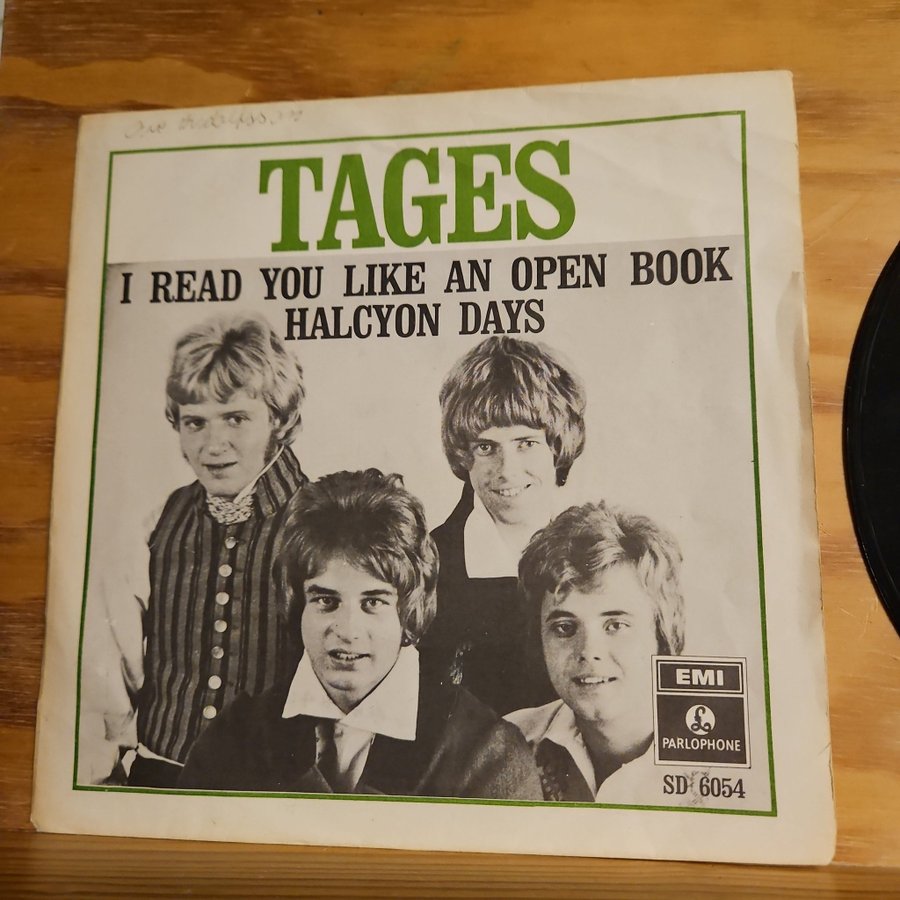 TAGES
I READ YOU LIKE AN OPEN BOOK
HALCYON DAYS
EMI
PARLOPHONE
SD 6054